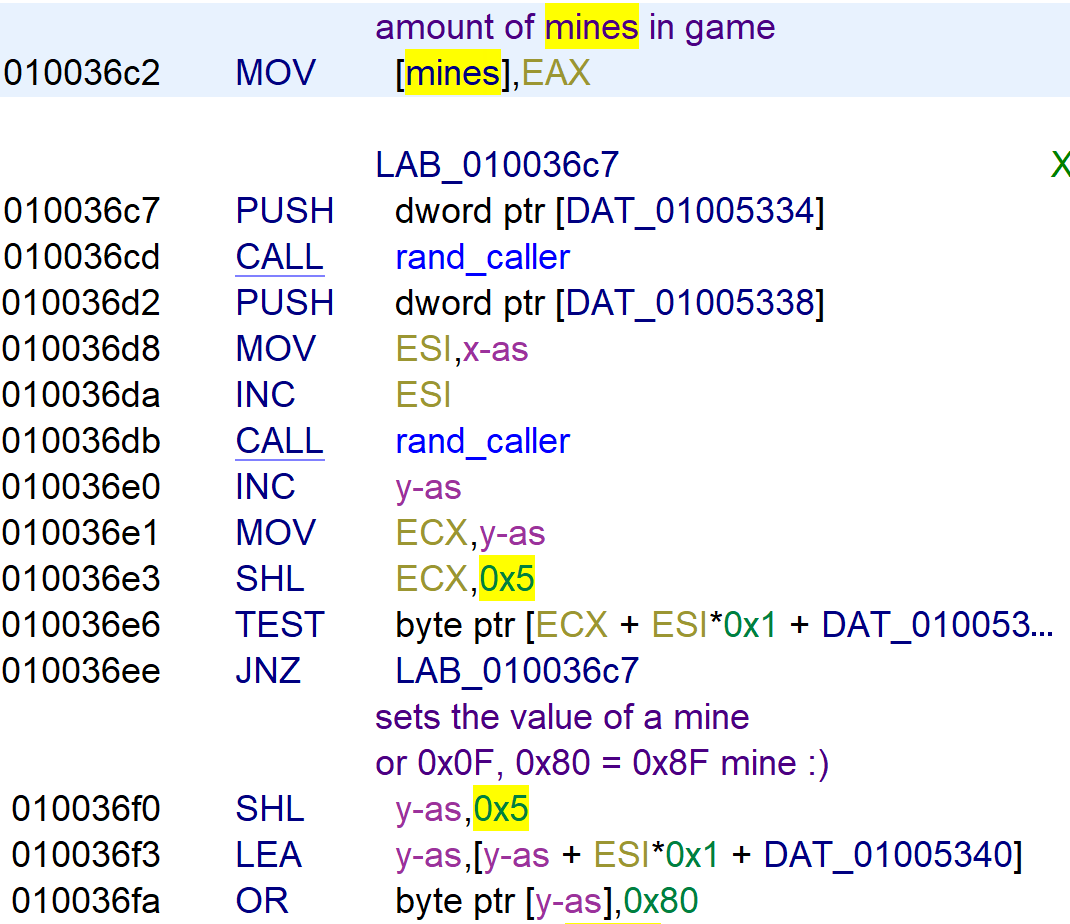 amount of mines in game
010036c2 MOV [mines],EAX
LAB_010036c7 X
010036c7 PUSH dword ptr [DAT_01005334]
010036cd CALL rand_caller
010036d2 PUSH dword ptr [DAT_01005338]
010036d8 MOV ESI,x-as
010036da INC ESI
010036db CALL rand_caller
010036e0 INC y-as
010036e1 MOV ECX,y-as
010036e3 SHL ECX,0x5
010036e6 TEST byte ptr [ECX + ESI*0x1 + DAT_010053...
010036ee JNZ LAB_010036c7
sets the value of a mine
or 0x0F, 0x80 = 0x8F mine :)
010036f0 SHL y-as,0x5
010036f3 LEA y-as,[y-as + ESI*0x1 + DAT_01005340]
010036fa OR byte ptr [y-as],0x80